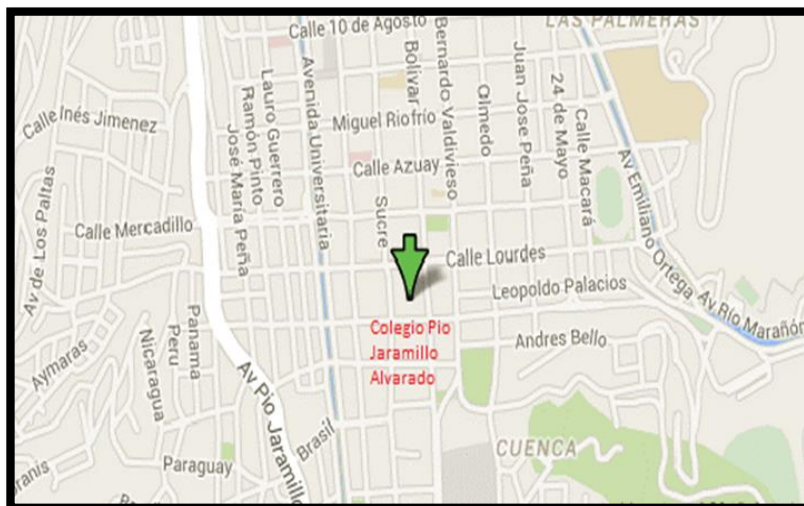 LAS PALMERAS
Calle 10 de Agosto
Bolivar
Bernardo Valdivieso
Olmedo
Juan Jose Peña
24 de Mayo
Calle Macará
Av Emiliano Ortega
Lauro Guerrero
Ramón Pinto
José María Peña
Avenida Universitaria
Calle Inés Jimenez
Miguel Riofrío
Calle Azuay
Av de Los Paltas
Calle Mercadillo
Sucre
Calle Lourdes
Leopoldo Palacios
Av Rio Marañón
Andres Bello
Colegio Pio
Jaramillo
Alvarado
Panama
Peru
Nicaragua
Aymaras
Av Pio Jaramillo
Brasil
Paraguay
CUENCA